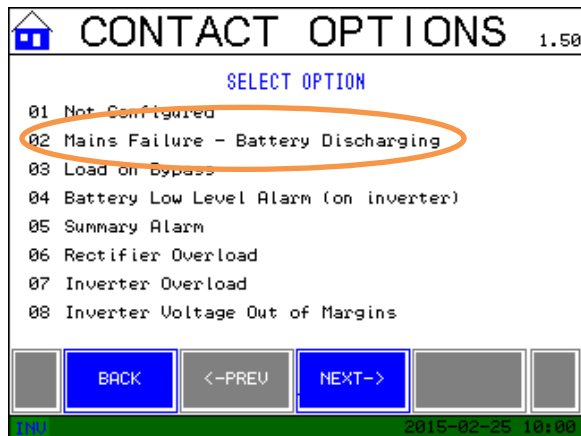 CONTACT OPTIONS 1.50
SELECT OPTION
01 Not Configured
02 Mains Failure - Battery Discharging
03 Load on Bypass
04 Battery Low Level Alarm (on inverter)
05 Summary Alarm
06 Rectifier Overload
07 Inverter Overload
08 Inverter Voltage Out of Margins
BACK <-PREV NEXT->
INV 2015-02-25 10:00